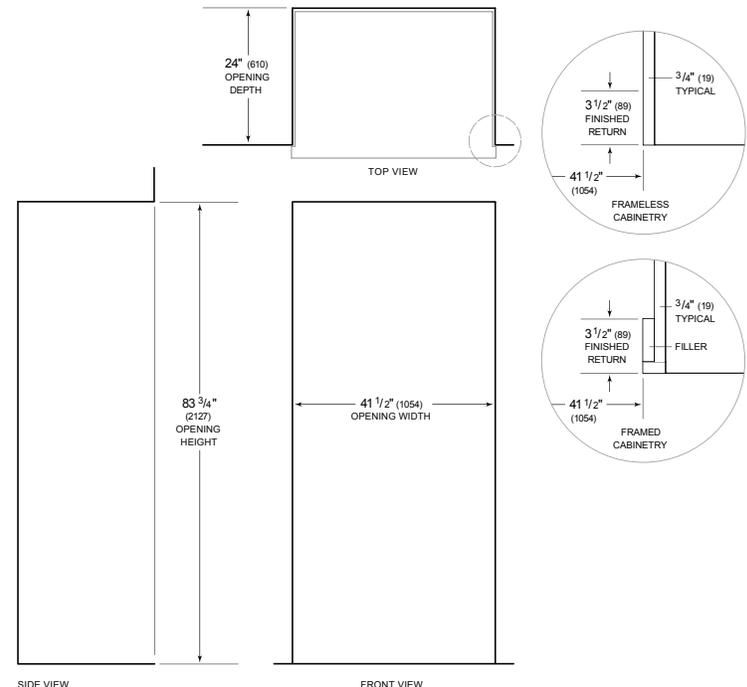 24" (610)
OPENING
DEPTH
TOP VIEW
3/4" (19)
TYPICAL
3 1/2" (89)
FINISHED
RETURN
41 1/2"
(1054)
FRAMELESS
CABINETRY
3/4" (19)
TYPICAL
3 1/2" (89)
FINISHED
RETURN
FILLER
41 1/2"
(1054)
FRAMED
CABINETRY
83 3/4"
(2127)
OPENING
HEIGHT
41 1/2" (1054)
OPENING WIDTH
SIDE VIEW
FRONT VIEW